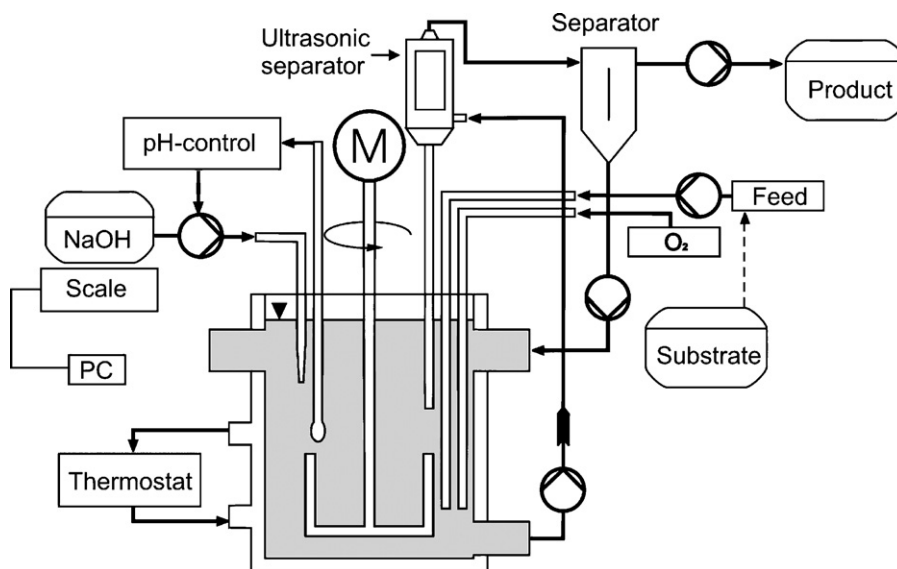 Separator
Ultrasonic
separator
Product
pH-control
M
Feed
NaOH
O₂
Scale
Substrate
PC
Thermostat